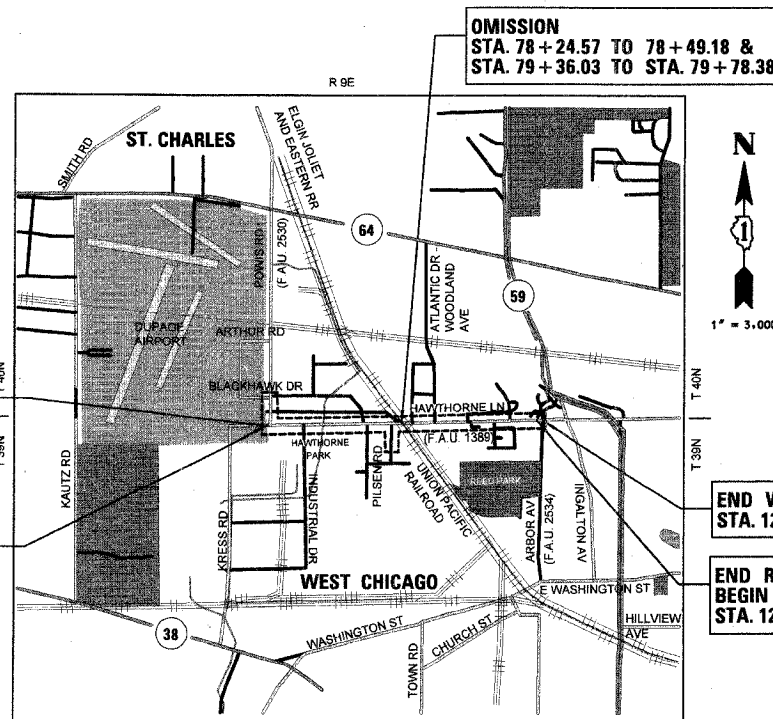 OMISSION
STA. 78+24.57 TO 78+49.18 &
STA. 79+36.03 TO STA. 79+78.38
R 9E
N
1
1" = 3,000
SMITH RD
ST. CHARLES
ELGIN JOLIET
AND EASTERN RR
64
POWIS RD
(F.A.U. 2530)
ATLANTIC DR -
WOODLAND
AVE
59
DUPAGE
AIRPORT
ARTHUR RD
BLACKHAWK DR
HAWTHORNE LN
(F.A.U. 1389)
HAWTHORNE
PARK
T 40N
T 39N
T 40N
T 39N
KAUTZ RD
KRESS RD
INDUSTRIAL DR
PILSEN RD
UNION PACIFIC
RAILROAD
REED PARK
ARBOR AV
(F.A.U. 2534)
INGALTON AV
END
STA. 12
END R
BEGIN
STA. 12
WEST CHICAGO
E WASHINGTON ST
HILLVIEW
AVE
38
WASHINGTON ST
TOWN RD
CHURCH ST